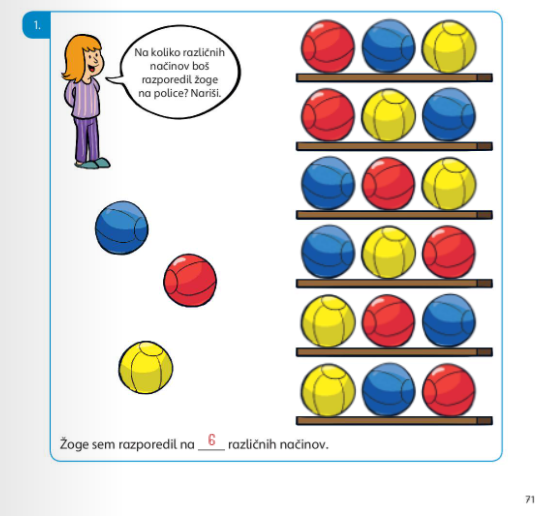 1.
Na koliko različnih
načinov boš
razporedil žoge
na police? Nariši.
Žoge sem razporedil na 6 različnih načinov.
71